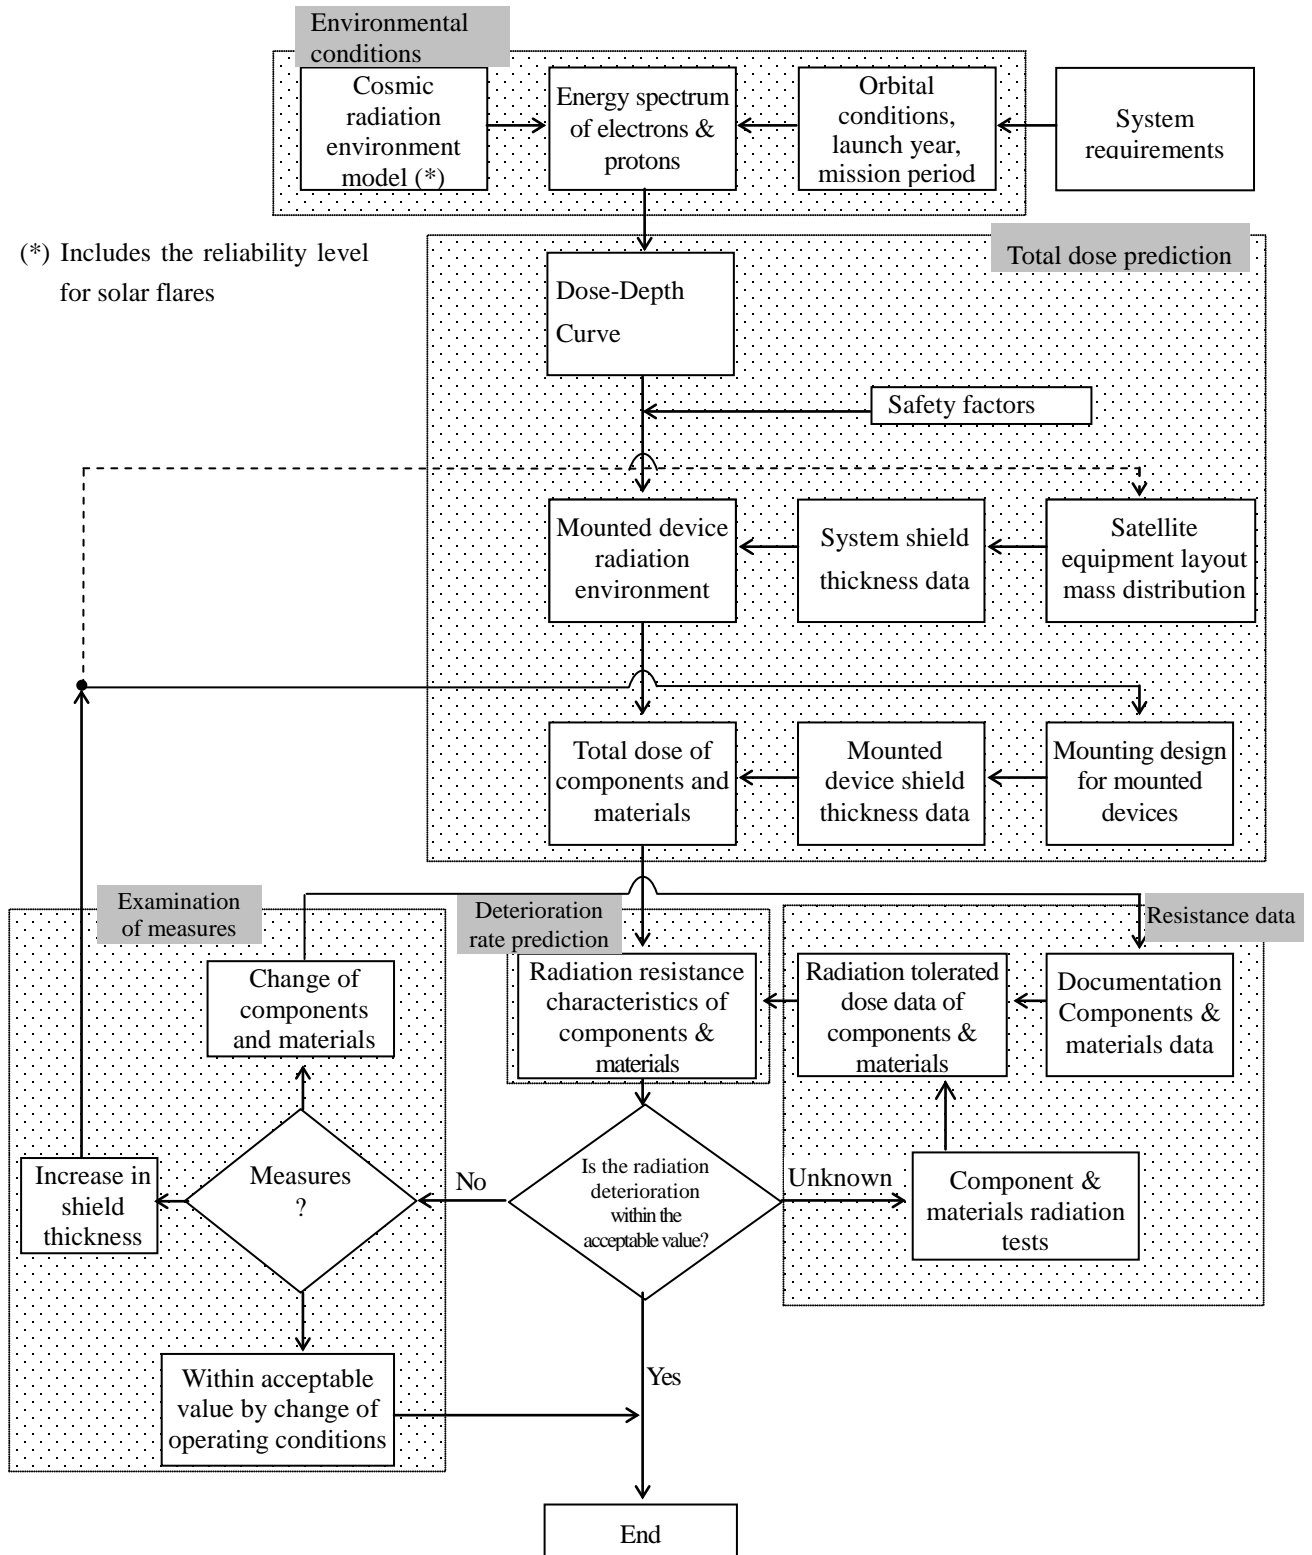 Environmental
conditions
Cosmic
radiation
environment
model (*)
Energy spectrum
of electrons &
protons
Orbital
conditions,
launch year,
mission period
System
requirements
(*) Includes the reliability level
for solar flares
Total dose prediction
Dose-Depth
Curve
Safety factors
Mounted device
radiation
environment
System shield
thickness data
Satellite
equipment layout
mass distribution
Total dose of
components and
materials
Mounted
device shield
thickness data
Mounting design
for mounted
devices
Examination
of measures
Deterioration
rate prediction
Resistance data
Change of
components
and materials
Radiation resistance
characteristics of
components &
materials
Radiation tolerated
dose data of
components &
materials
Documentation
Components &
materials data
Increase in
shield
thickness
Measures
?
No
Is the radiation
deterioration
within the
acceptable value?
Unknown
Component &
materials radiation
tests
Within acceptable
value by change of
operating conditions
Yes
End